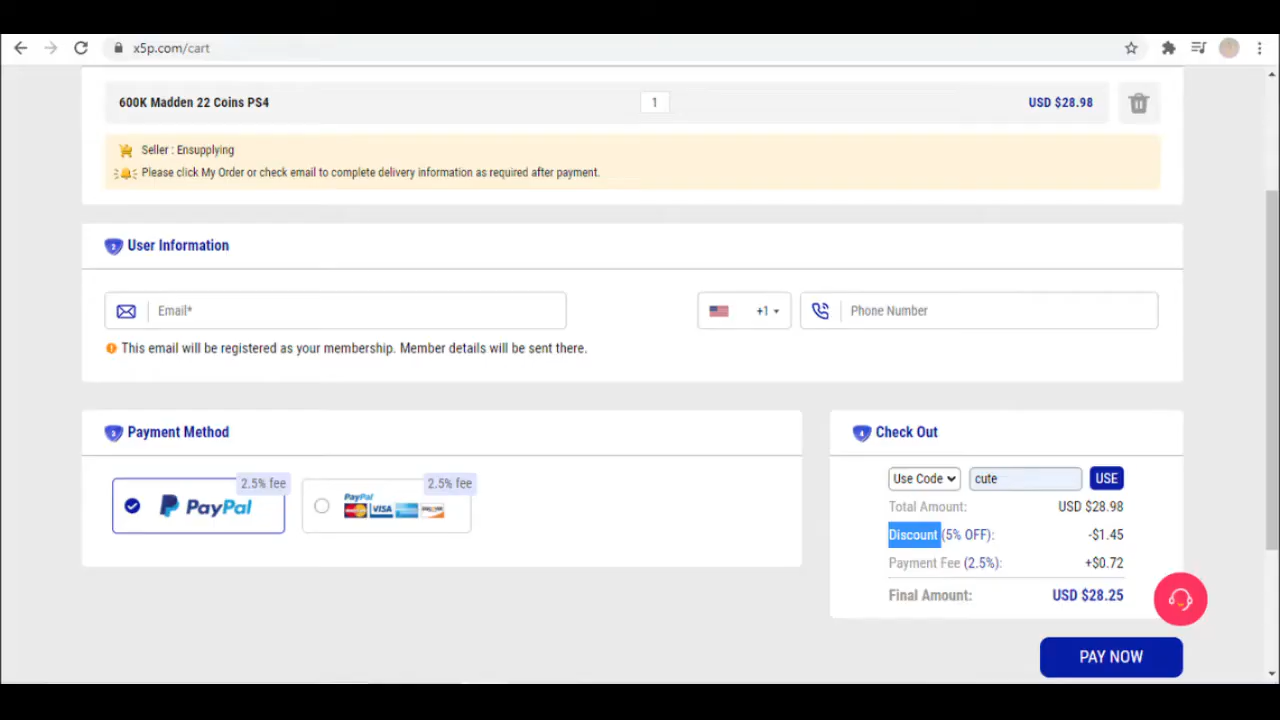 x5p.com/cart
600K Madden 22 Coins PS4 1 USD $28.98
Seller : Ensupplying
Please click My Order or check email to complete delivery information as required after payment.
User Information
Email* +1 Phone Number
This email will be registered as your membership. Member details will be sent there.
Payment Method
2.5% fee 2.5% fee
PayPal
PayPal
VISA
Check Out
Use Code cute USE
Total Amount: USD $28.98
Discount (5% OFF): -$1.45
Payment Fee (2.5%): +$0.72
Final Amount: USD $28.25
PAY NOW